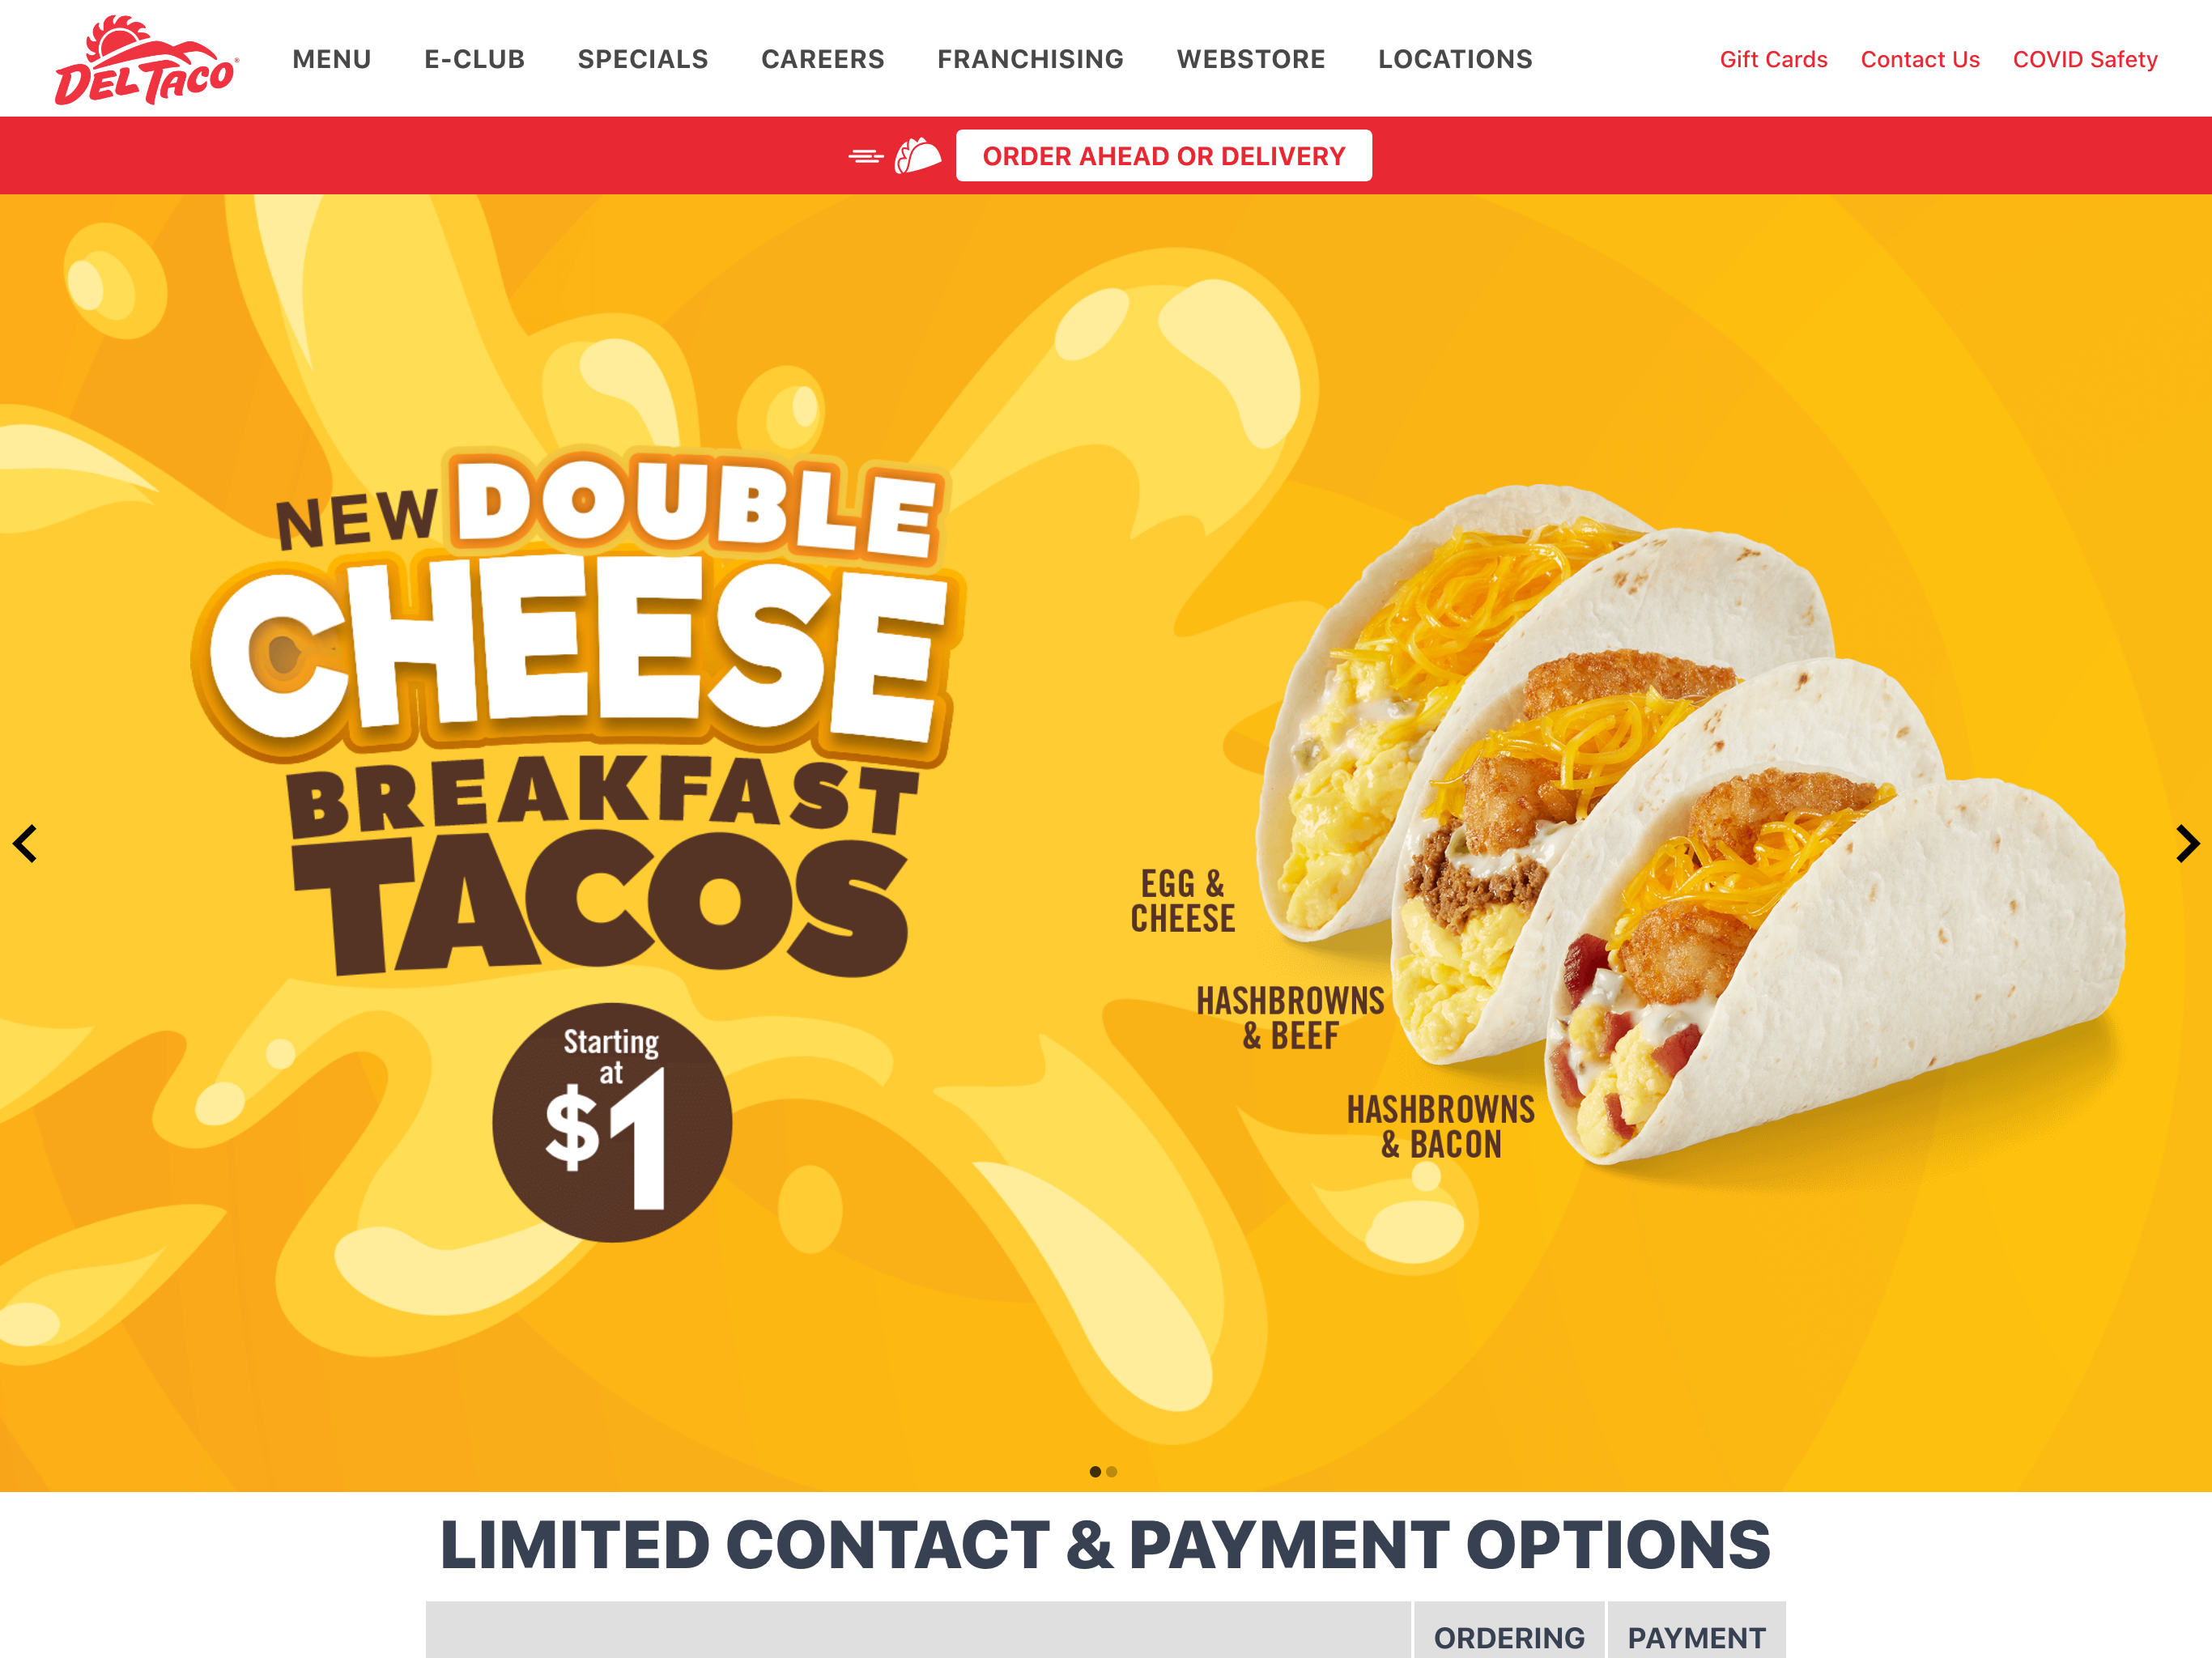 DEL TACO
MENU E-CLUB SPECIALS CAREERS FRANCHISING WEBSTORE LOCATIONS Gift Cards Contact Us COVID Safety
ORDER AHEAD OR DELIVERY
NEW DOUBLE
CHEESE
BREAKFAST
TACOS
Starting
at
$1
EGG &
CHEESE
HASHBROWNS
& BEEF
HASHBROWNS
& BACON
LIMITED CONTACT & PAYMENT OPTIONS
ORDERING PAYMENT